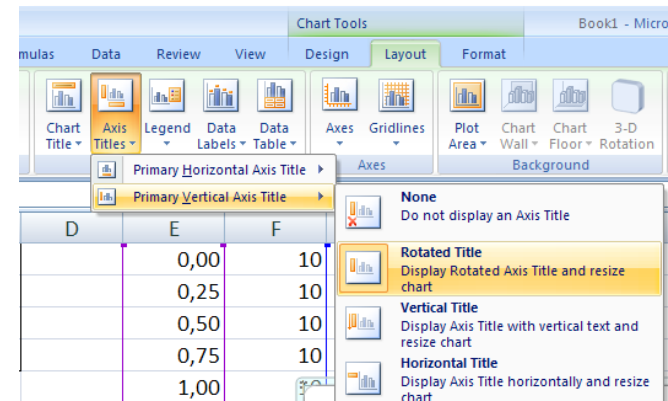 Chart Tools Book1 - Micro
mulas Data Review View Design Layout Format
Chart Title Axis Titles Legend Data Labels Data Table Axes Gridlines Plot Area Chart Wall Chart Floor 3-D Rotation
Axes Background
Primary Horizontal Axis Title
Primary Vertical Axis Title
None
Do not display an Axis Title
Rotated Title
Display Rotated Axis Title and resize
chart
Vertical Title
Display Axis Title with vertical text and
resize chart
Horizontal Title
Display Axis Title horizontally and resize
chart
D E F
0,00 10
0,25 10
0,50 10
0,75 10
1,00